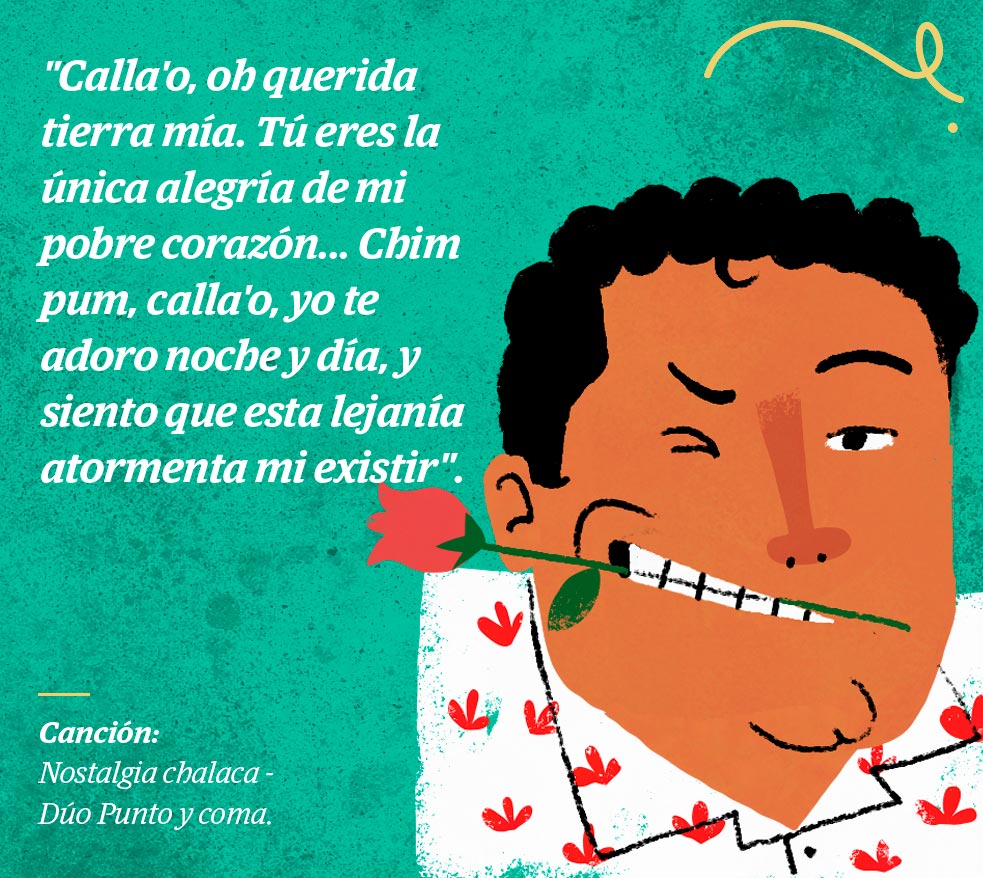 "Calla'o, oh querida
tierra mía. Tú eres la
única alegría de mi
pobre corazón... Chim
pum, calla'o, yo te
adoro noche y día, y
siento que esta lejanía
atormenta mi existir".
Canción:
Nostalgia chalaca -
Dúo Punto y coma.